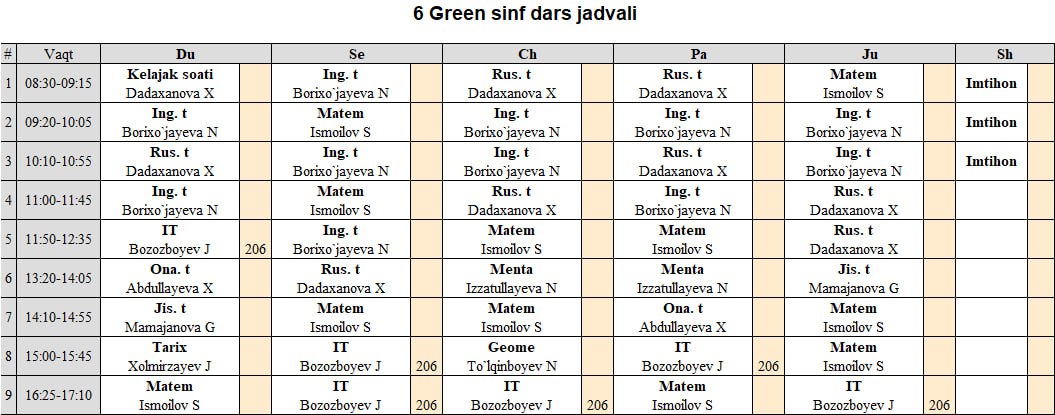 6 Green sinf dars jadvali
# Vaqt Du Se Ch Pa Ju Sh
1 08:30-09:15 Kelajak soati Ing. t Rus. t Rus. t Matem Imtihon
Dadaxanova X Borixo`jayeva N Dadaxanova X Dadaxanova X Ismoilov S
2 09:20-10:05 Ing. t Matem Ing. t Ing. t Ing. t Imtihon
Borixo`jayeva N Ismoilov S Borixo`jayeva N Borixo`jayeva N Borixo`jayeva N
3 10:10-10:55 Rus. t Ing. t Ing. t Rus. t Ing. t Imtihon
Dadaxanova X Borixo`jayeva N Borixo`jayeva N Dadaxanova X Borixo`jayeva N
4 11:00-11:45 Ing. t Matem Rus. t Ing. t Rus. t
Borixo`jayeva N Ismoilov S Dadaxanova X Borixo`jayeva N Dadaxanova X
5 11:50-12:35 IT Ing. t Matem Matem Rus. t
Bozozboyev J 206 Borixo`jayeva N Ismoilov S Ismoilov S Dadaxanova X
6 13:20-14:05 Ona. t Rus. t Menta Menta Jis. t
Abdullayeva X Dadaxanova X Izzatullayeva N Izzatullayeva N Mamajanova G
7 14:10-14:55 Jis. t Matem Matem Ona. t Matem
Mamajanova G Ismoilov S Ismoilov S Abdullayeva X Ismoilov S
8 15:00-15:45 Tarix IT Geome IT Matem
Xolmirzayev J Bozozboyev J 206 To`lqinboyev N Bozozboyev J 206 Ismoilov S
9 16:25-17:10 Matem IT IT Matem IT
Ismoilov S Bozozboyev J 206 Bozozboyev J 206 Ismoilov S Bozozboyev J 206